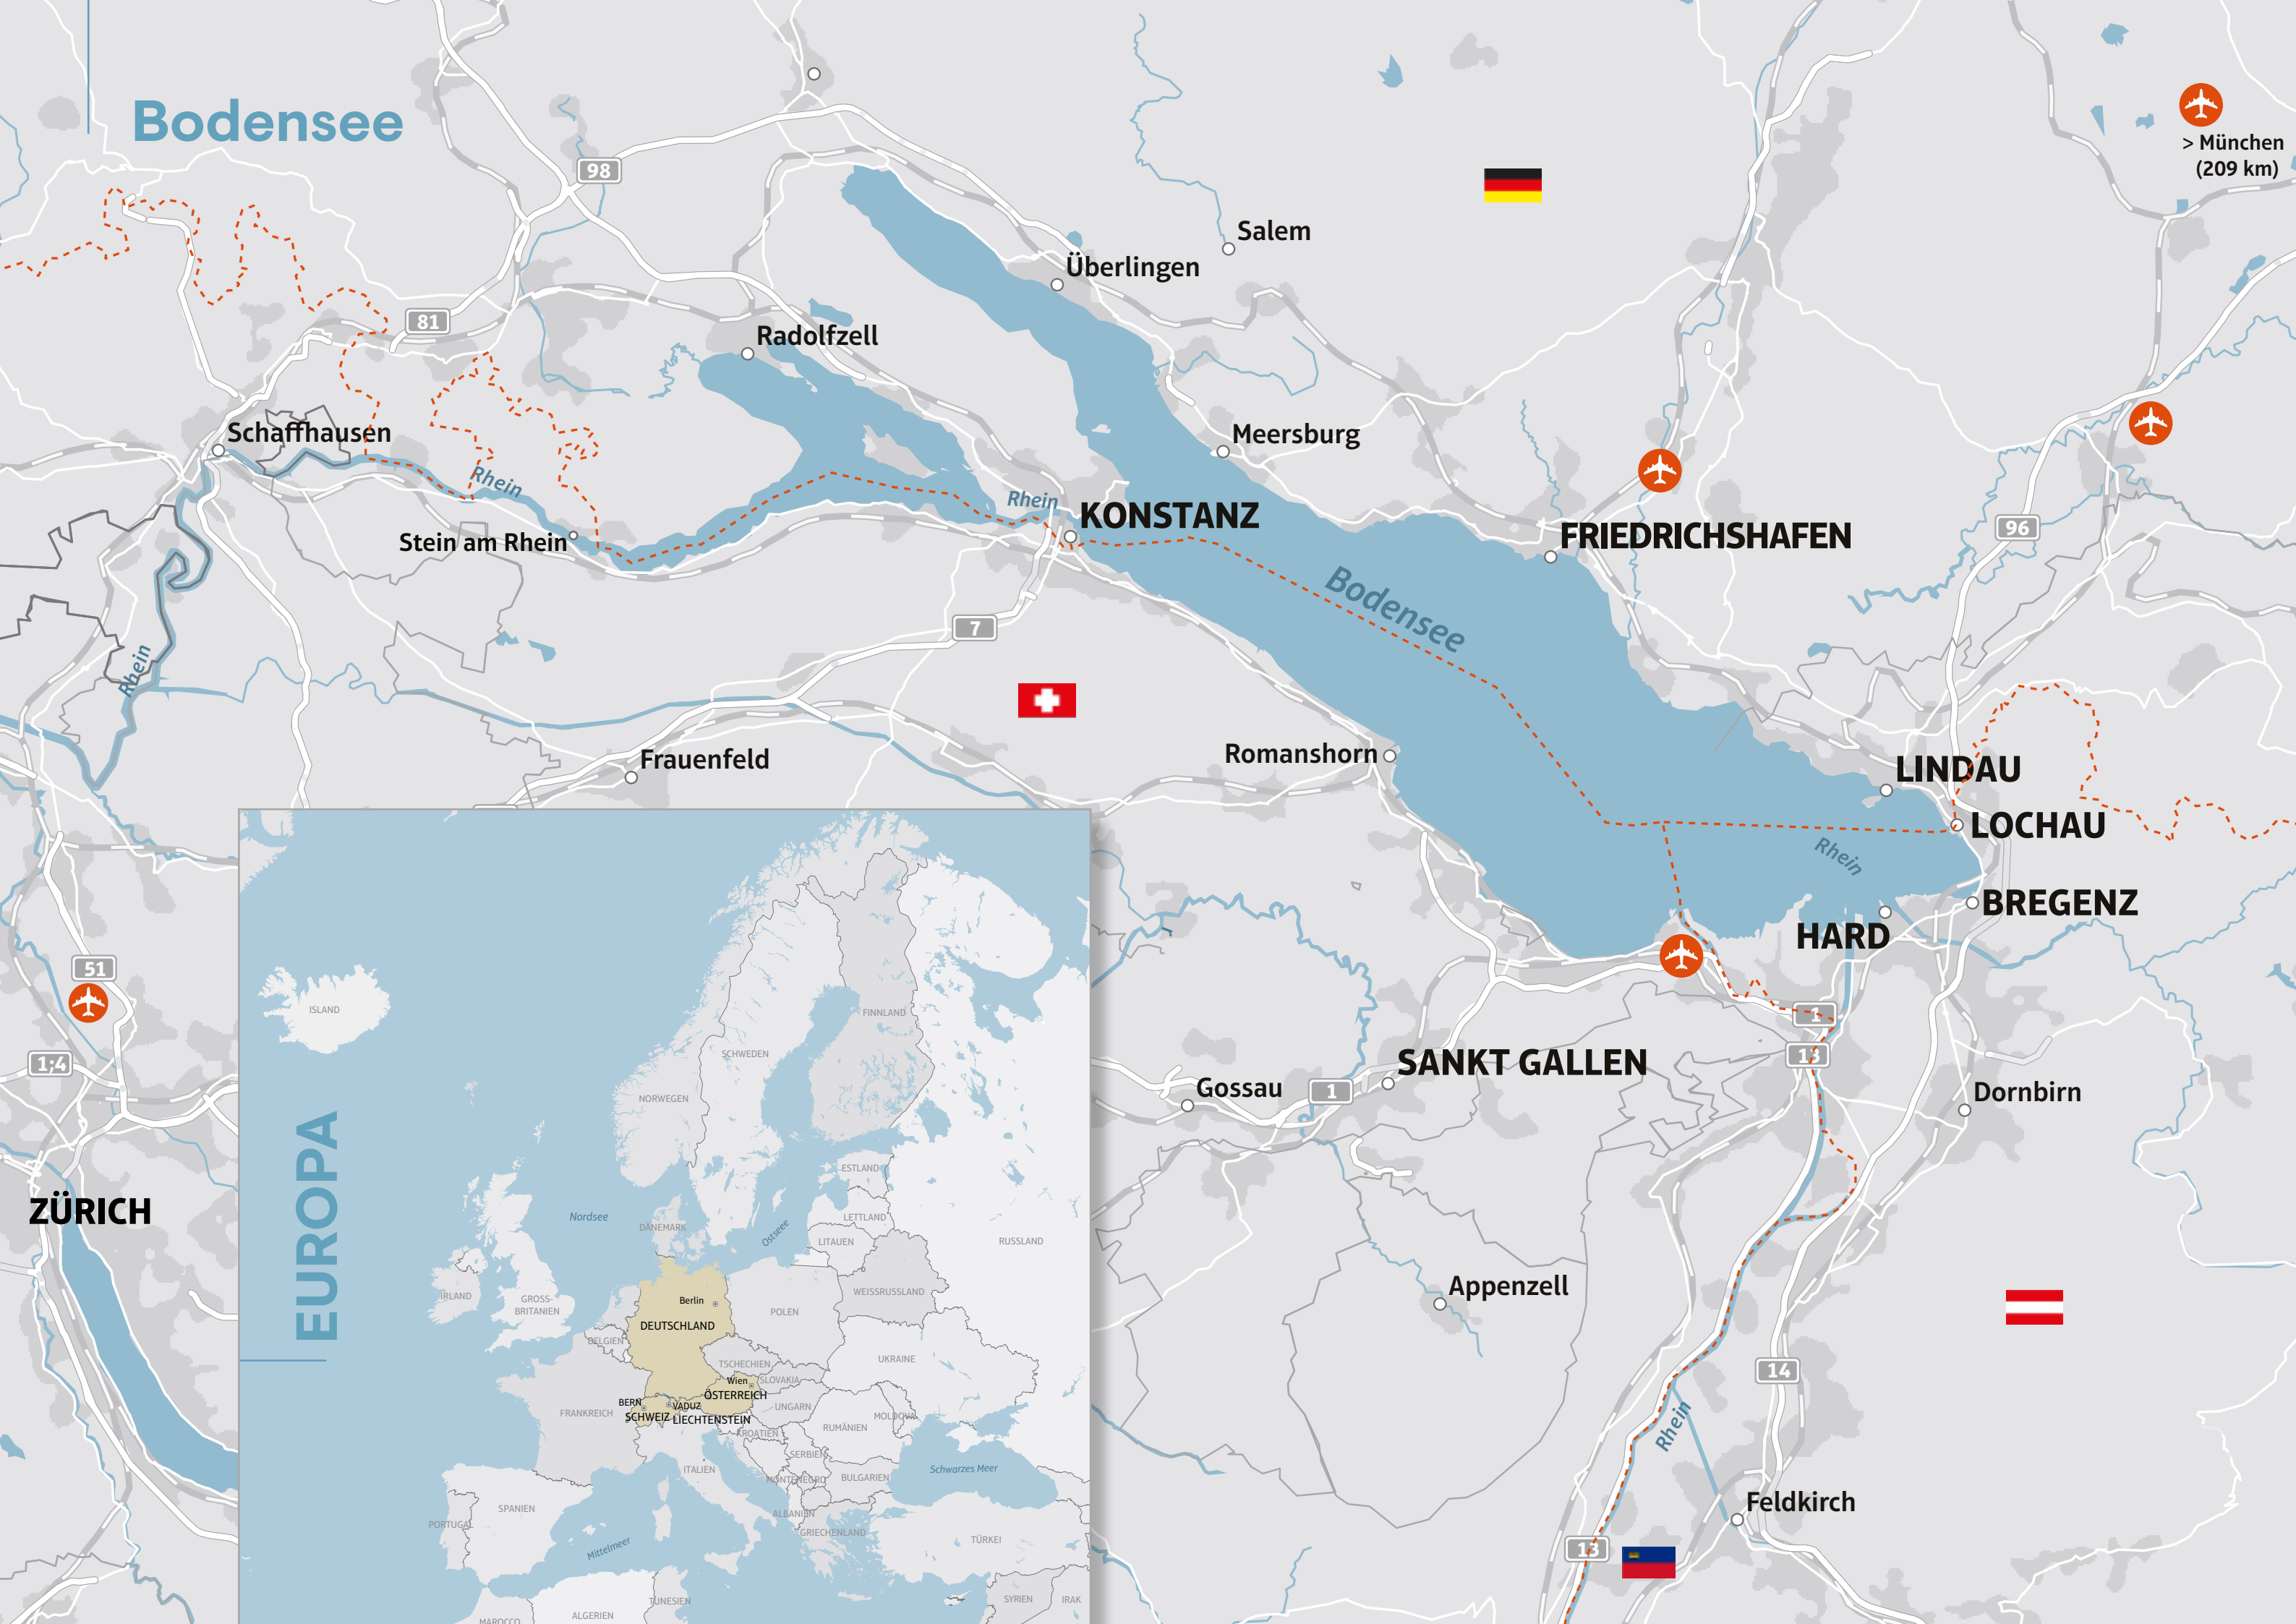 Bodensee
> München
(209 km)
98
Salem
Überlingen
81
Radolfzell
Schaffhausen
Meersburg
Rhein
Rhein
KONSTANZ
Stein am Rhein
FRIEDRICHSHAFEN
96
Bodensee
7
Rhein
Frauenfeld
Romanshorn
LINDAU
LOCHAU
Rhein
BREGENZ
HARD
51
1
13
1;4
SANKT GALLEN
Gossau
1
Dornbirn
ZÜRICH
Appenzell
14
Rhein
Feldkirch
13
EUROPA
ISLAND
FINNLAND
SCHWEDEN
NORWEGEN
ESTLAND
Nordsee
LETTLAND
DÄNEMARK
Ostsee
LITAUEN
RUSSLAND
IRLAND
GROSS-
BRITANIEN
Berlin
POLEN
WEISSRUSSLAND
DEUTSCHLAND
BELGIEN
TSCHECHIEN
UKRAINE
Wien
SLOVAKIA
ÖSTERREICH
BERN
VADUZ
SCHWEIZ
LIECHTENSTEIN
UNGARN
FRANKREICH
MOLDOVA
RUMÄNIEN
KROATIEN
SERBIEN
ITALIEN
MONTENEGRO
BULGARIEN
Schwarzes Meer
SPANIEN
ALBANIEN
PORTUGAL
GRIECHENLAND
TÜRKEI
Mittelmeer
TUNESIEN
SYRIEN
IRAK
ALGERIEN
MAROCCO